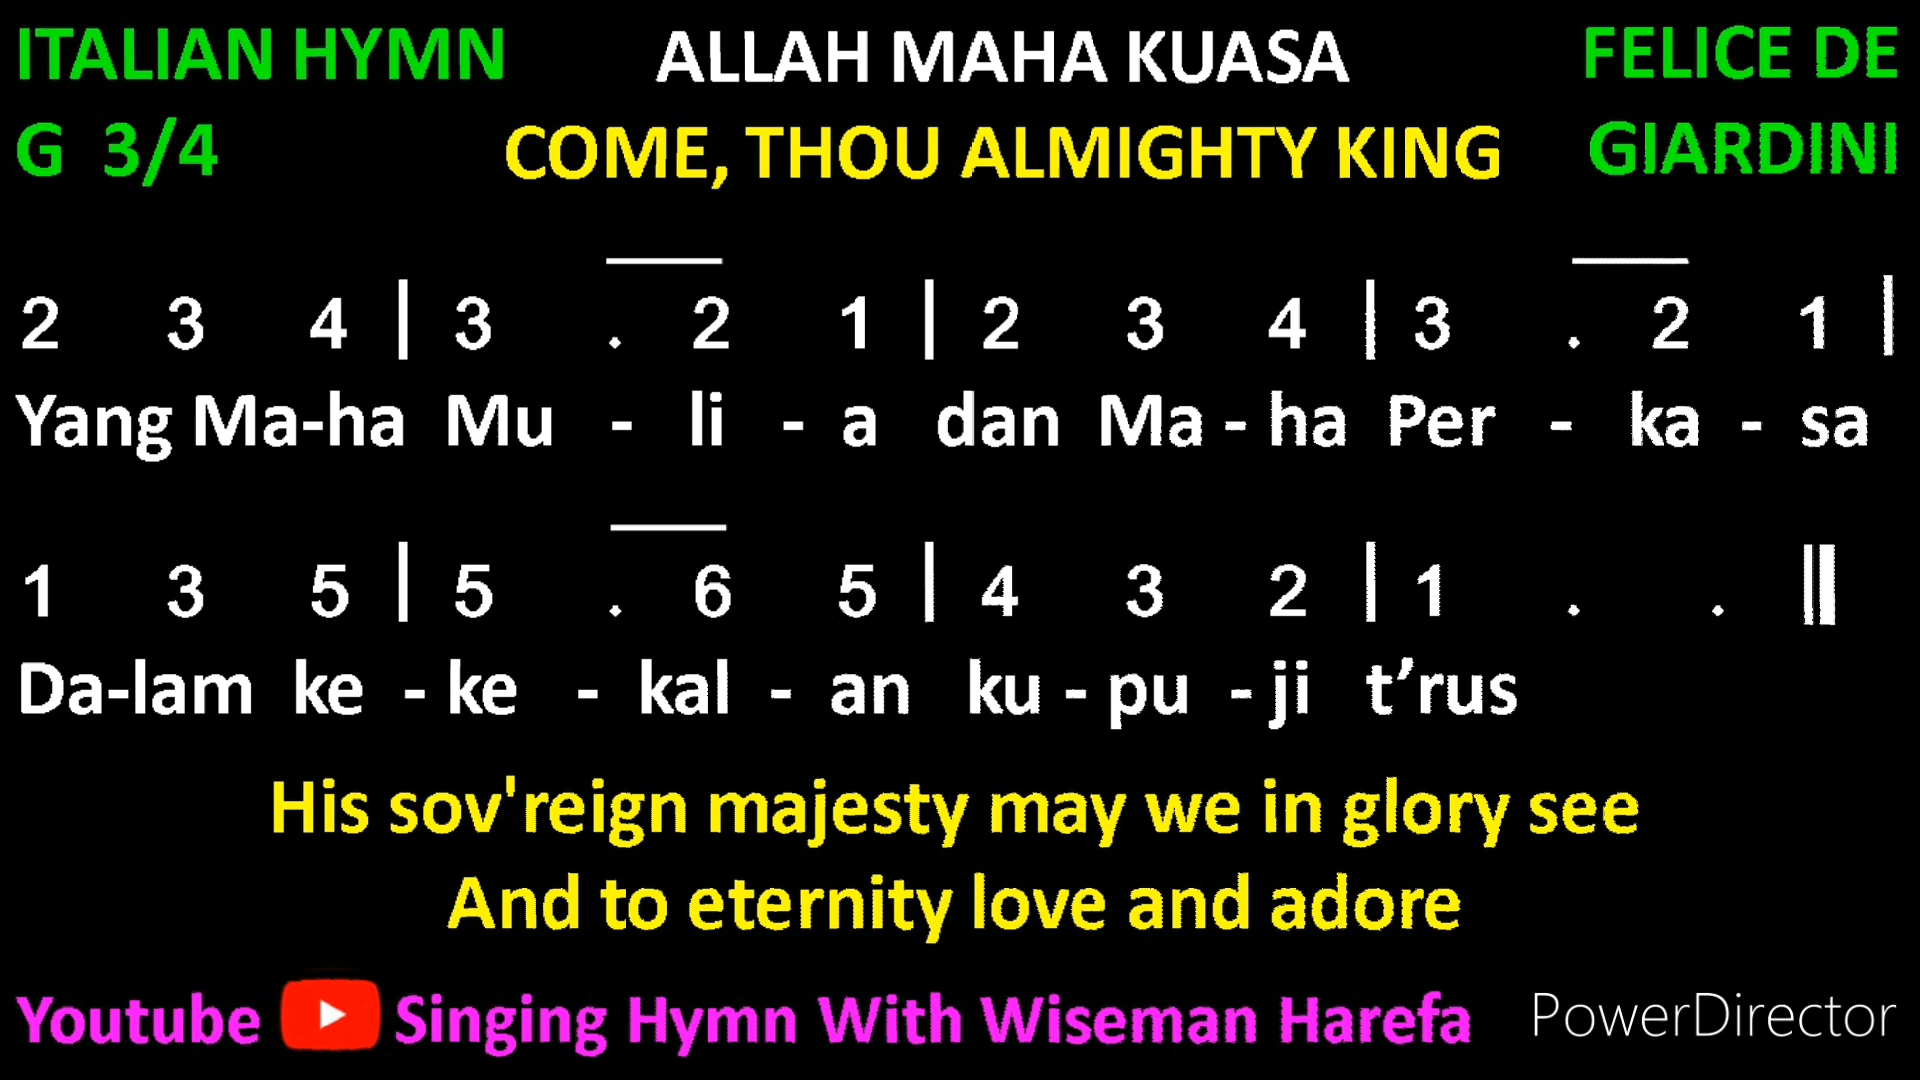 ITALIAN HYMN ALLAH MAHA KUASA FELICE DE
G 3/4 COME, THOU ALMIGHTY KING GIARDINI
2 3 4 | 3 . 2 1 | 2 3 4 | 3 . 2 1 |
Yang Ma-ha Mu - li - a dan Ma - ha Per - ka - sa
1 3 5 | 5 . 6 5 | 4 3 2 | 1 . . ||
Da-lam ke - ke - kal - an ku - pu - ji t’rus
His sov'reign majesty may we in glory see
And to eternity love and adore
Youtube Singing Hymn With Wiseman Harefa PowerDirector